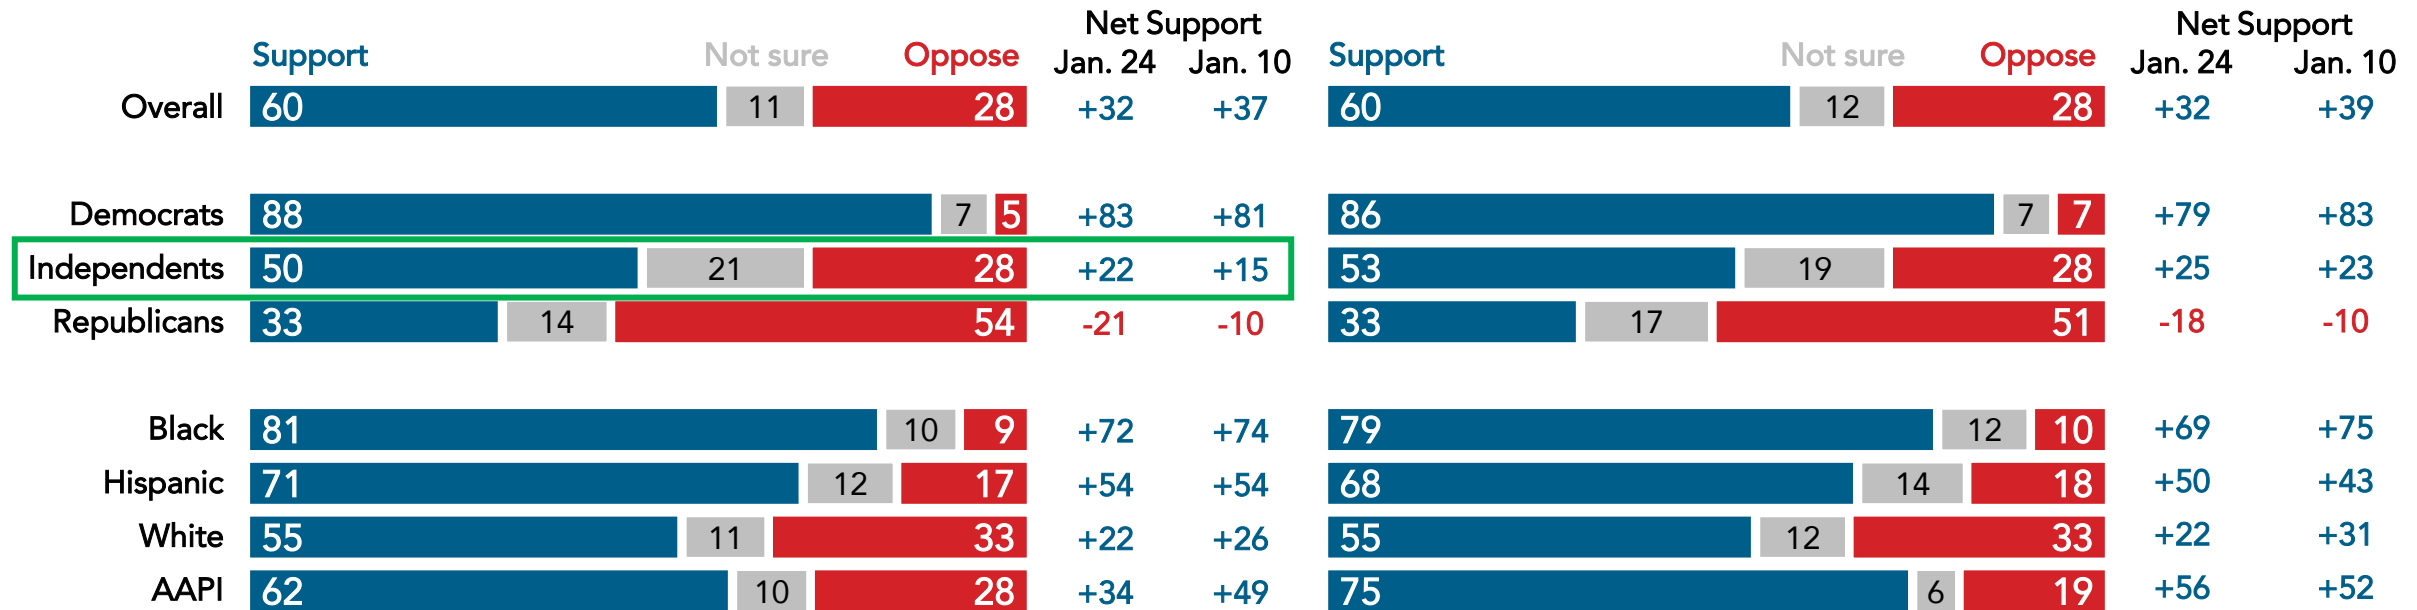 Net Support Net Support
Support Not sure Oppose Jan. 24 Jan. 10 Support Not sure Oppose Jan. 24 Jan. 10
Overall 60 11 28 +32 +37 60 12 28 +32 +39
Democrats 88 7 5 +83 +81 86 7 7 +79 +83
Independents 50 21 28 +22 +15 53 19 28 +25 +23
Republicans 33 14 54 -21 -10 33 17 51 -18 -10
Black 81 10 9 +72 +74 79 12 10 +69 +75
Hispanic 71 12 17 +54 +54 68 14 18 +50 +43
White 55 11 33 +22 +26 55 12 33 +22 +31
AAPI 62 10 28 +34 +49 75 6 19 +56 +52